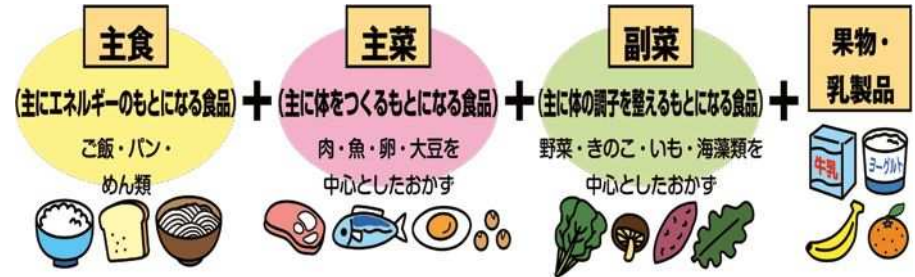 主食
(主にエネルギーのもとになる食品)
ご飯・パン・
めん類
+
主菜
(主に体をつくるもとになる食品)
肉・魚・卵・大豆を
中心としたおかず
+
副菜
(主に体の調子を整えるもとになる食品)
野菜・きのこ・いも・海藻類を
中心としたおかず
+
果物・
乳製品
牛乳
ヨーグルト